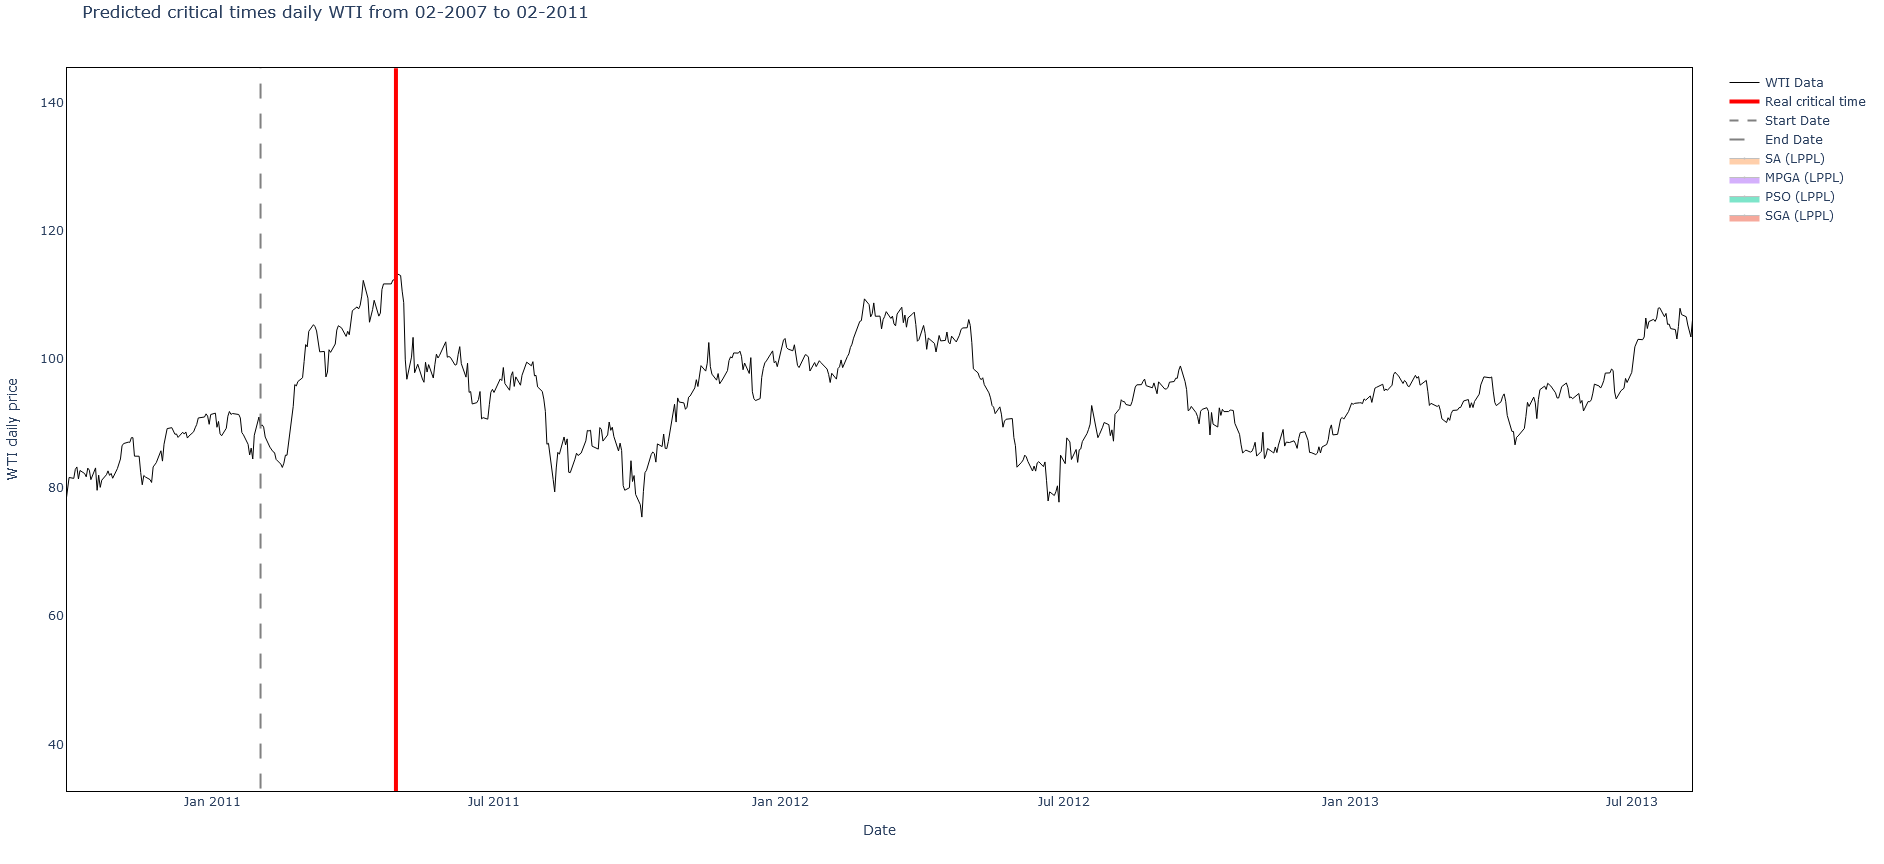 Predicted critical times daily WTI from 02-2007 to 02-2011
WTI Data
Real critical time
Start Date
End Date
SA (LPPL)
MPGA (LPPL)
PSO (LPPL)
SGA (LPPL)
140
120
100
80
60
40
WTI daily price
Jan 2011
Jul 2011
Jan 2012
Jul 2012
Jan 2013
Jul 2013
Date